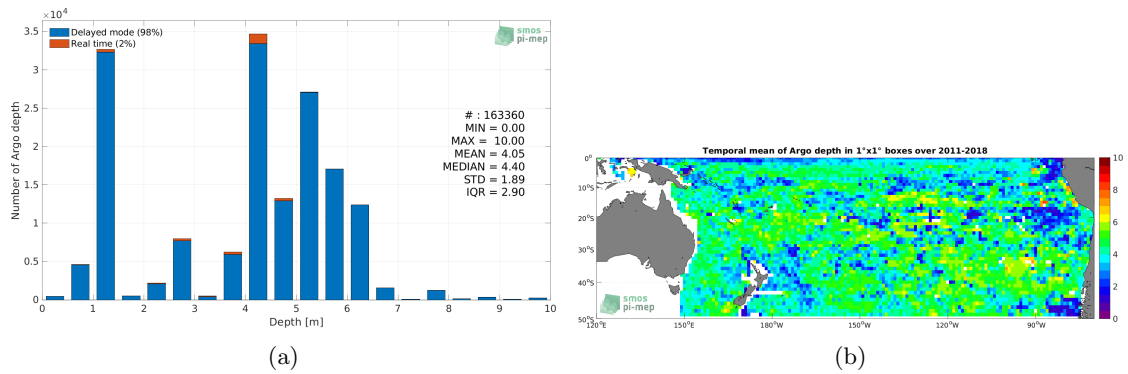 ×10⁴
Delayed mode (98%)
Real time (2%)
smos
pi-mep
3.5
3
2.5
2
1.5
1
0.5
0
Number of Argo depth
# : 163360
MIN = 0.00
MAX = 10.00
MEAN = 4.05
MEDIAN = 4.40
STD = 1.89
IQR = 2.90
0 1 2 3 4 5 6 7 8 9 10
Depth [m]
(a)
Temporal mean of Argo depth in 1°x1° boxes over 2011-2018
0°
10°S
20°S
30°S
40°S
50°S
120°E 150°E 180°W 150°W 120°W 90°W
10
8
6
4
2
0
smos
pi-mep
(b)